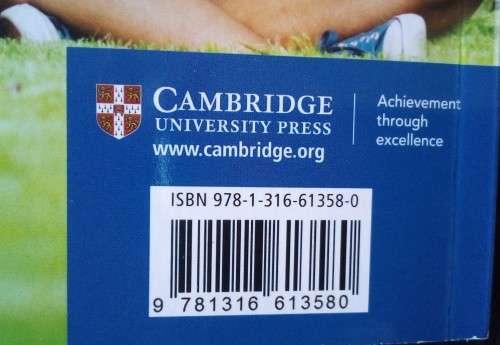 CAMBRIDGE
UNIVERSITY PRESS
www.cambridge.org
Achievement
through
excellence
ISBN 978-1-316-61358-0
9 781316 613580